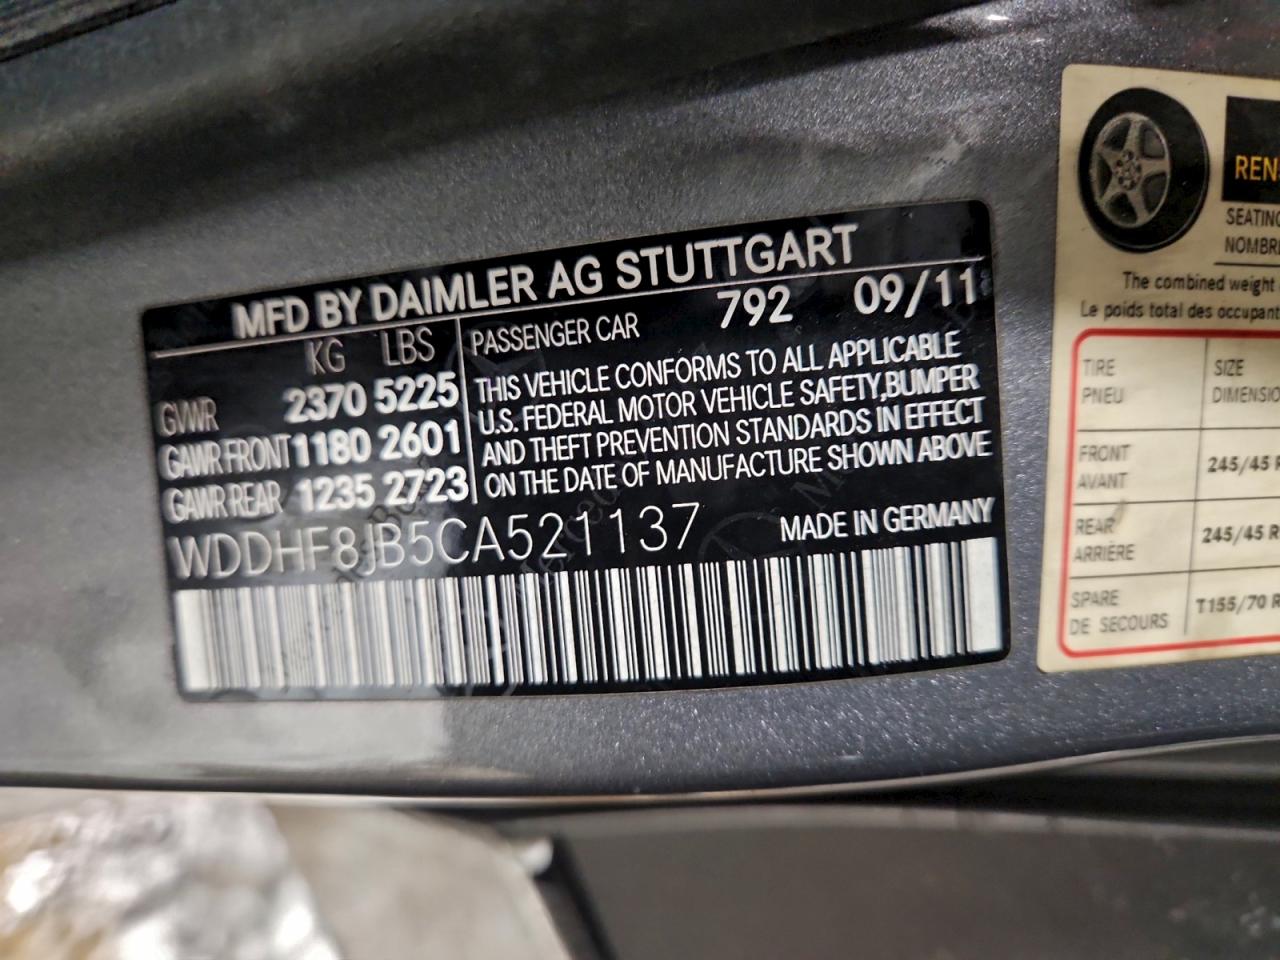 MFD BY DAIMLER AG STUTTGART
KG LBS
PASSENGER CAR 792 09/11
GVWR 2370 5225
GAWR FRONT 1180 2601
GAWR REAR 1235 2723
THIS VEHICLE CONFORMS TO ALL APPLICABLE
U.S. FEDERAL MOTOR VEHICLE SAFETY,BUMPER
AND THEFT PREVENTION STANDARDS IN EFFECT
ON THE DATE OF MANUFACTURE SHOWN ABOVE
WDDHF8JB5CA521137 MADE IN GERMANY
REN
SEATING
NOMBRE
The combined weight
Le poids total des occupant
TIRE SIZE
PNEU DIMENSIO
FRONT
AVANT 245/45 R
REAR
ARRIÈRE 245/45 R
SPARE
DE SECOURS T155/70 R